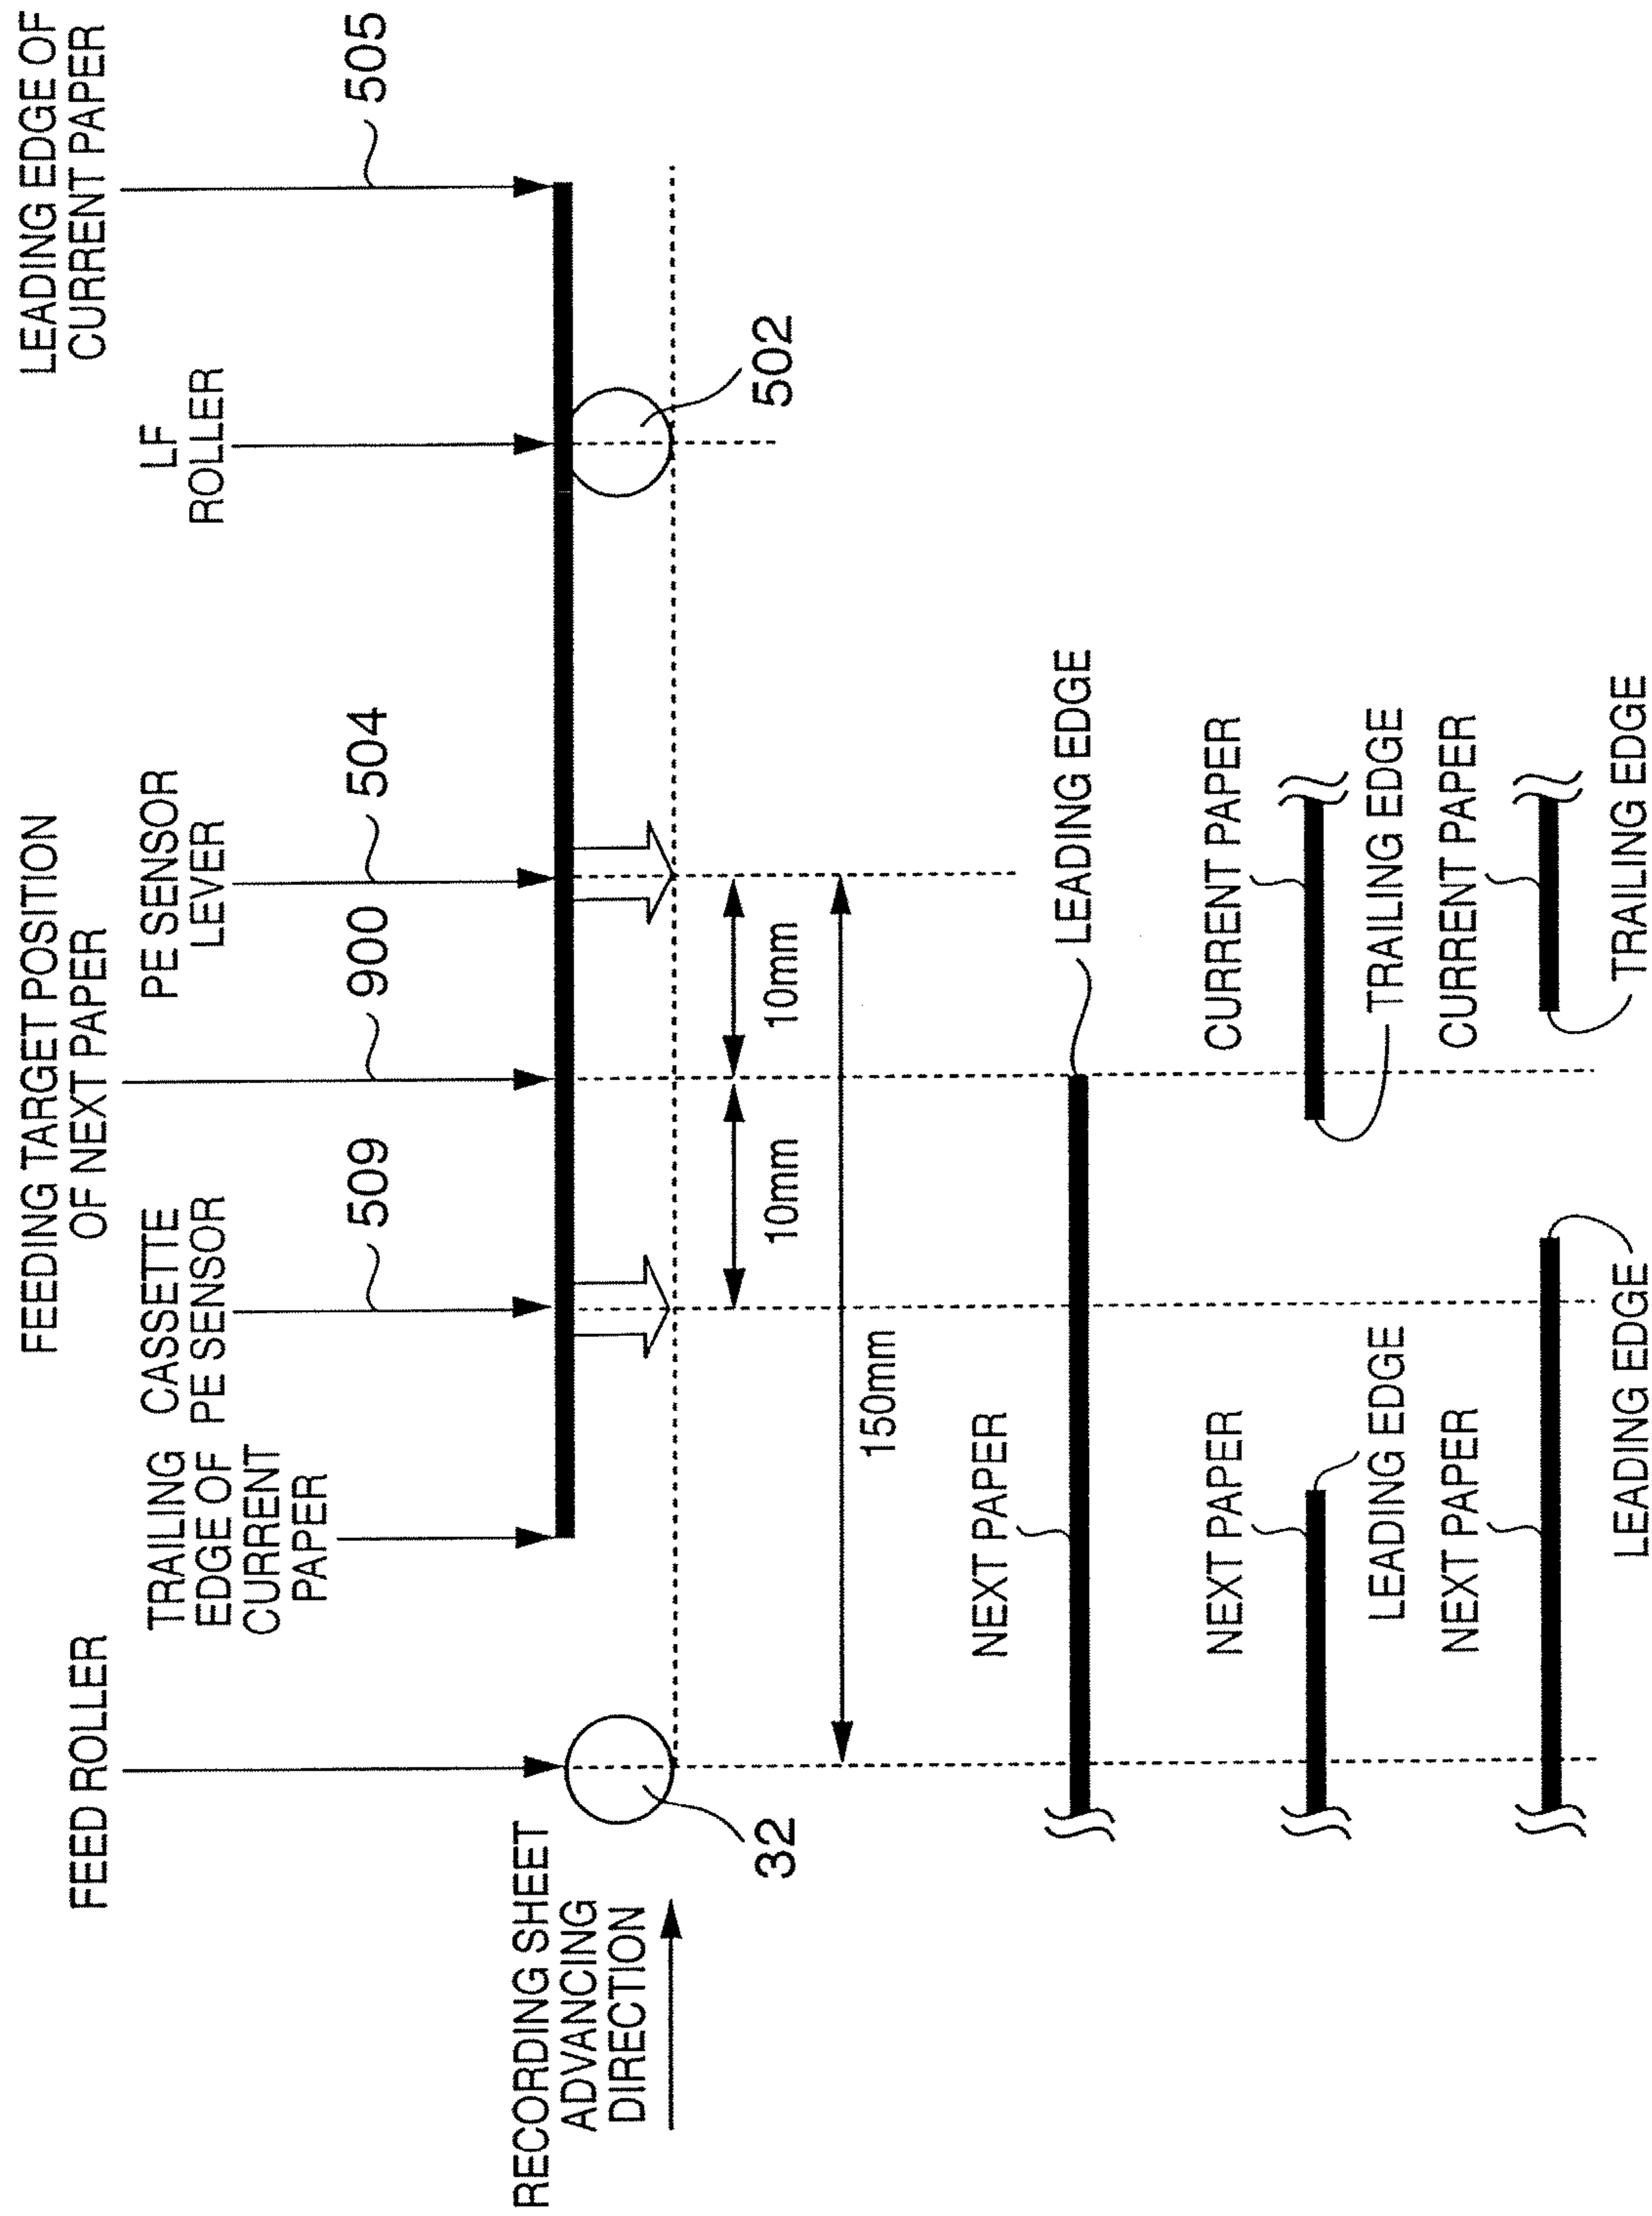 FEED ROLLER
TRAILING
EDGE OF
CURRENT
PAPER
CASSETTE
PE SENSOR
509
FEEDING TARGET POSITION
OF NEXT PAPER
900
PE SENSOR
LEVER
504
LF
ROLLER
LEADING EDGE OF
CURRENT PAPER
505
RECORDING SHEET
ADVANCING
DIRECTION
32
502
10mm
10mm
150mm
NEXT PAPER
LEADING EDGE
NEXT PAPER
LEADING EDGE
CURRENT PAPER
TRAILING EDGE
NEXT PAPER
LEADING EDGE
CURRENT PAPER
TRAILING EDGE